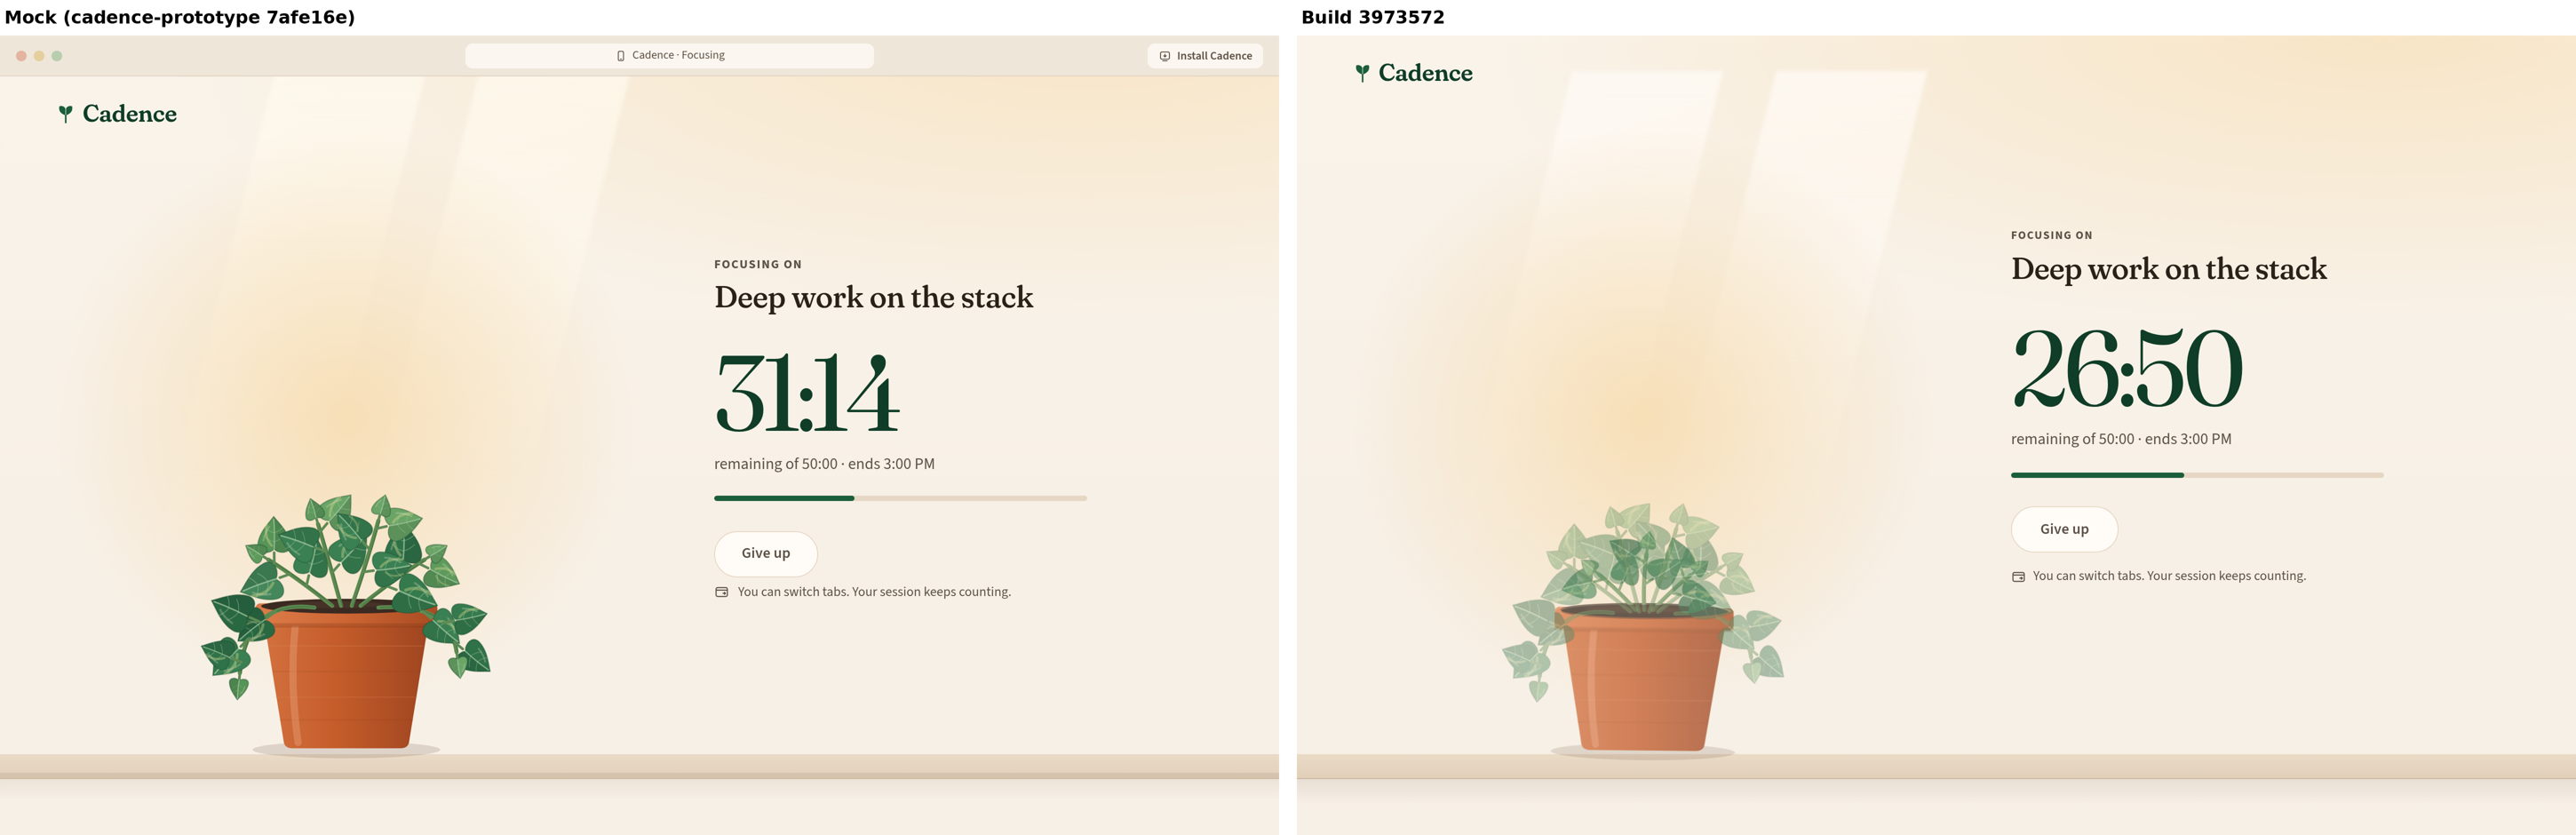 Mock (cadence-prototype 7afe16e)
Cadence · Focusing
Install Cadence
Cadence
FOCUSING ON
Deep work on the stack
31:14
remaining of 50:00 · ends 3:00 PM
Give up
You can switch tabs. Your session keeps counting.
Build 3973572
Cadence
FOCUSING ON
Deep work on the stack
26:50
remaining of 50:00 · ends 3:00 PM
Give up
You can switch tabs. Your session keeps counting.